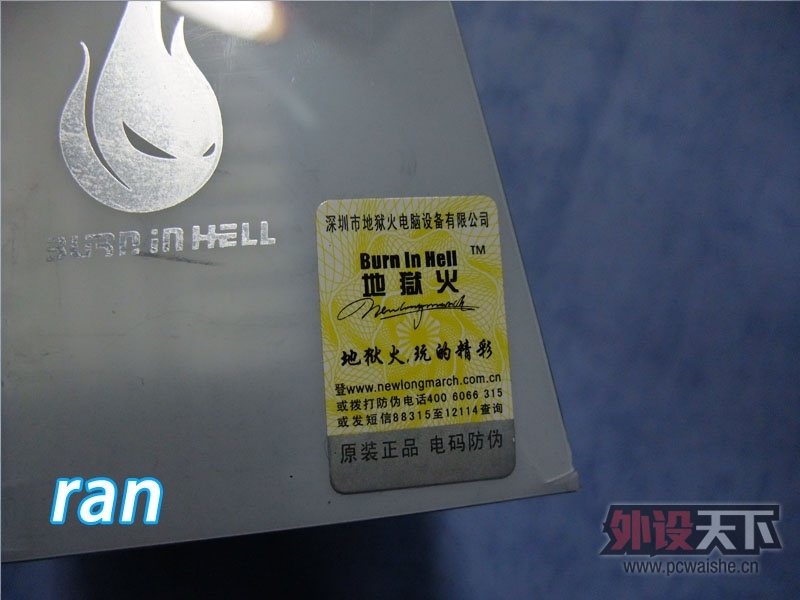 BURN IN HELL
深圳市地狱火电脑设备有限公司
Burn In Hell TM
地獄火
Newlongmarch
地狱火.玩的精彩
登www.newlongmarch.com.cn
或拨打防伪电话400 6066 315
或发短信88315至12114查询
原装正品 电码防伪
ran
外设天下
www.pcwaishe.cn